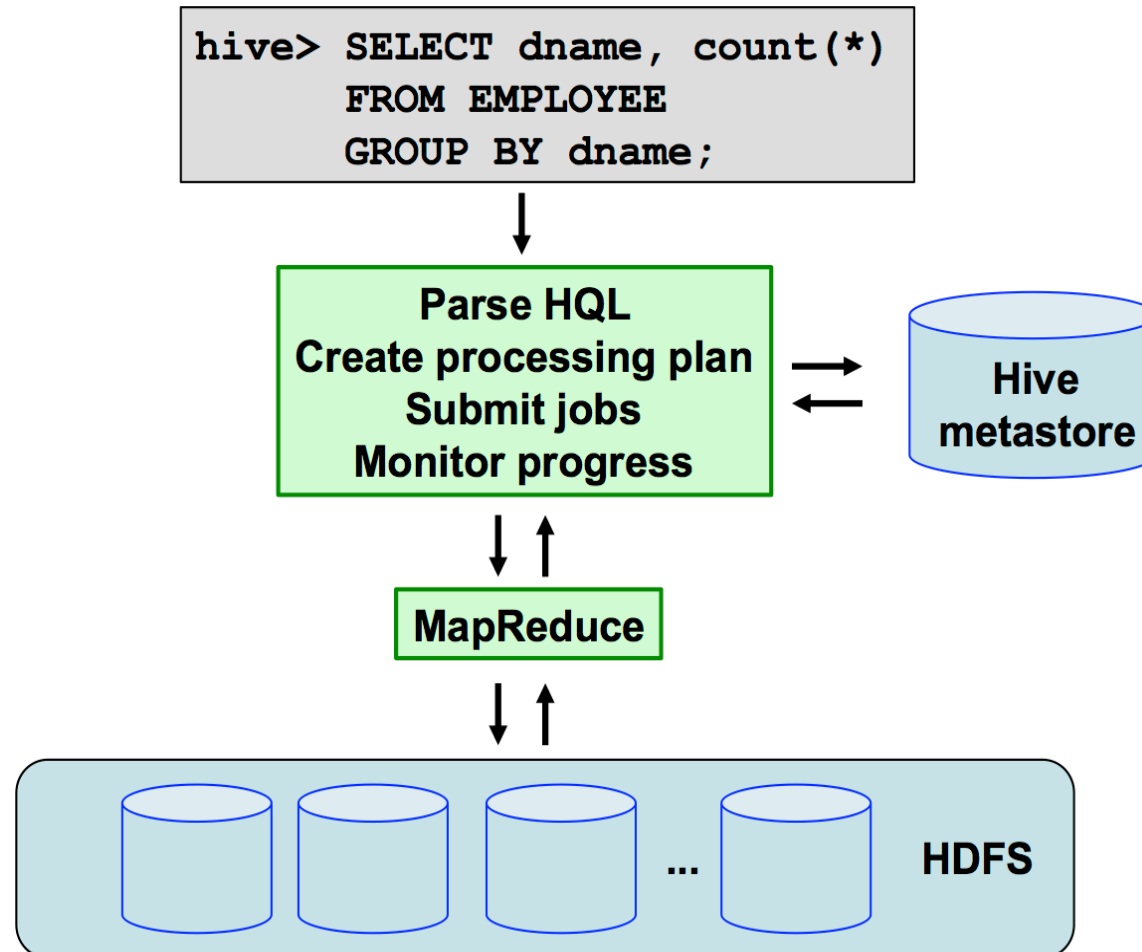 hive> SELECT dname, count(*)
FROM EMPLOYEE
GROUP BY dname;
Parse HQL
Create processing plan
Submit jobs
Monitor progress
Hive
metastore
MapReduce
...
HDFS